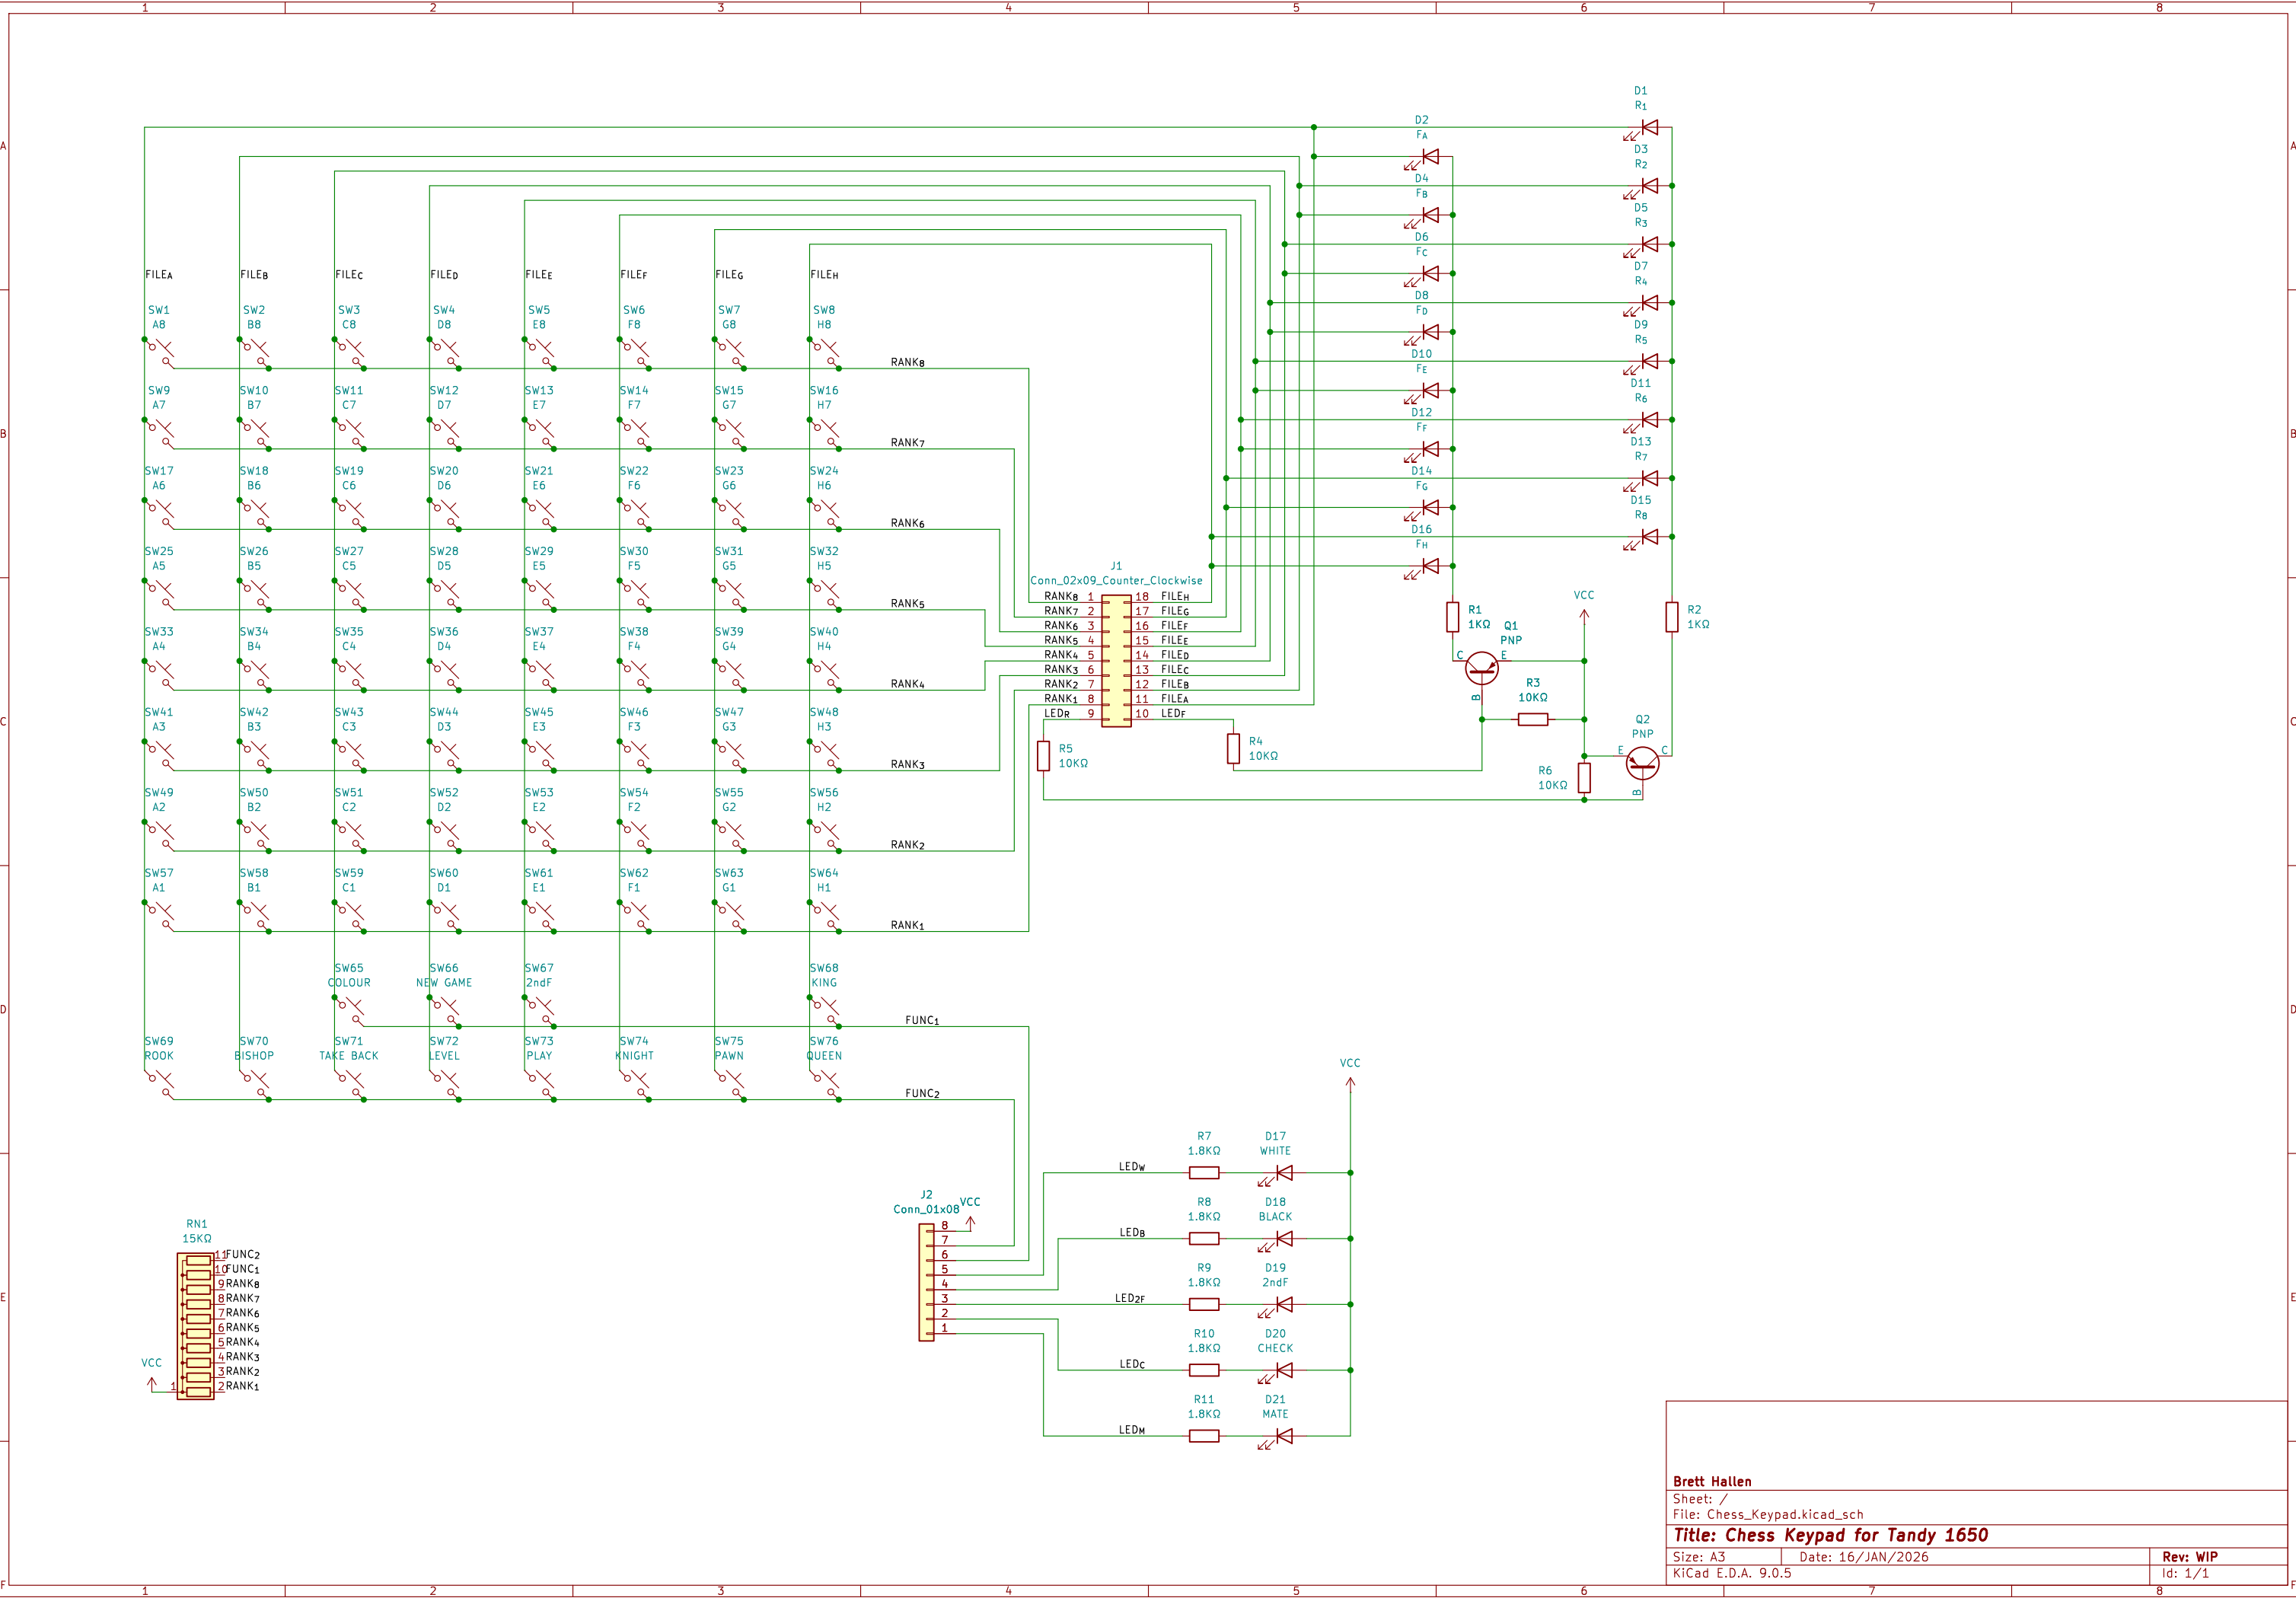 1 2 3 4 5 6 7 8
A
B
C
D
E
F
FILEA FILEB FILEC FILED FILEE FILEF FILEG FILEH
SW1 SW2 SW3 SW4 SW5 SW6 SW7 SW8
A8 B8 C8 D8 E8 F8 G8 H8
RANK8
SW9 SW10 SW11 SW12 SW13 SW14 SW15 SW16
A7 B7 C7 D7 E7 F7 G7 H7
RANK7
SW17 SW18 SW19 SW20 SW21 SW22 SW23 SW24
A6 B6 C6 D6 E6 F6 G6 H6
RANK6
SW25 SW26 SW27 SW28 SW29 SW30 SW31 SW32
A5 B5 C5 D5 E5 F5 G5 H5
RANK5
SW33 SW34 SW35 SW36 SW37 SW38 SW39 SW40
A4 B4 C4 D4 E4 F4 G4 H4
RANK4
SW41 SW42 SW43 SW44 SW45 SW46 SW47 SW48
A3 B3 C3 D3 E3 F3 G3 H3
RANK3
SW49 SW50 SW51 SW52 SW53 SW54 SW55 SW56
A2 B2 C2 D2 E2 F2 G2 H2
RANK2
SW57 SW58 SW59 SW60 SW61 SW62 SW63 SW64
A1 B1 C1 D1 E1 F1 G1 H1
RANK1
SW65 SW66 SW67 SW68
COLOUR NEW GAME 2ndF KING
FUNC1
SW69 SW70 SW71 SW72 SW73 SW74 SW75 SW76
ROOK BISHOP TAKE BACK LEVEL PLAY KNIGHT PAWN QUEEN
FUNC2
D1
R1
D2
FA
D3
R2
D4
FB
D5
R3
D6
FC
D7
R4
D8
FD
D9
R5
D10
FE
D11
R6
D12
FF
D13
R7
D14
FG
D15
R8
D16
FH
J1
Conn_02x09_Counter_Clockwise
RANK8 1 18 FILEH
RANK7 2 17 FILEG
RANK6 3 16 FILEF
RANK5 4 15 FILEE
RANK4 5 14 FILED
RANK3 6 13 FILEC
RANK2 7 12 FILEB
RANK1 8 11 FILEA
LEDR 9 10 LEDF
R5
10KΩ
R4
10KΩ
R1
1KΩ
Q1
PNP
C E
B
VCC
R2
1KΩ
R3
10KΩ
Q2
PNP
E C
B
R6
10KΩ
VCC
LEDW
R7
1.8KΩ
D17
WHITE
LEDB
R8
1.8KΩ
D18
BLACK
LED2F
R9
1.8KΩ
D19
2ndF
LEDC
R10
1.8KΩ
D20
CHECK
LEDM
R11
1.8KΩ
D21
MATE
J2
VCC
Conn_01x08
8
7
6
5
4
3
2
1
RN1
15KΩ
11 FUNC2
10 FUNC1
9 RANK8
8 RANK7
7 RANK6
6 RANK5
5 RANK4
4 RANK3
3 RANK2
2 RANK1
VCC
1
Brett Hallen
Sheet: /
File: Chess_Keypad.kicad_sch
Title: Chess Keypad for Tandy 1650
Size: A3 Date: 16/JAN/2026 Rev: WIP
KiCad E.D.A. 9.0.5 Id: 1/1
A
B
C
D
E
F
1 2 3 4 5 6 7 8